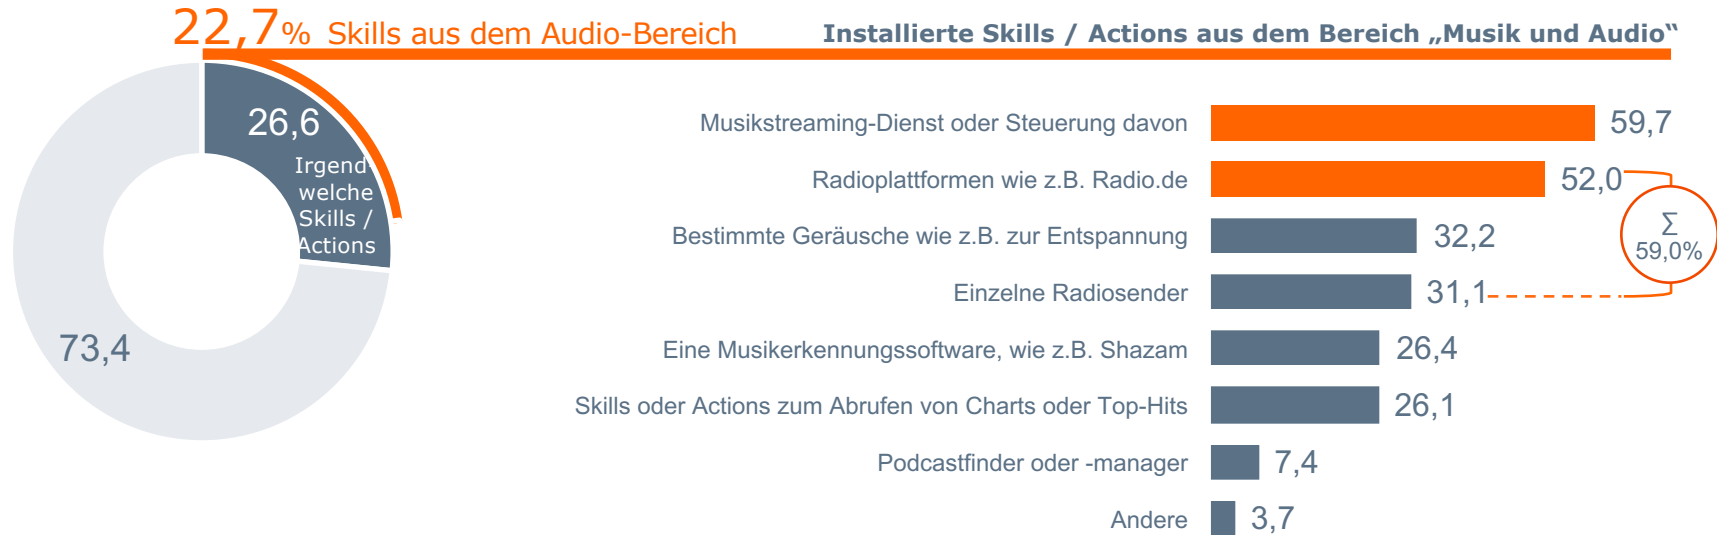 22,7% Skills aus dem Audio-Bereich
Installierte Skills / Actions aus dem Bereich „Musik und Audio“
26,6
Irgend-
welche
Skills /
Actions
73,4
Musikstreaming-Dienst oder Steuerung davon 59,7
Radioplattformen wie z.B. Radio.de 52,0
Bestimmte Geräusche wie z.B. zur Entspannung 32,2
Einzelne Radiosender 31,1
Σ
59,0%
Eine Musikerkennungssoftware, wie z.B. Shazam 26,4
Skills oder Actions zum Abrufen von Charts oder Top-Hits 26,1
Podcastfinder oder -manager 7,4
Andere 3,7